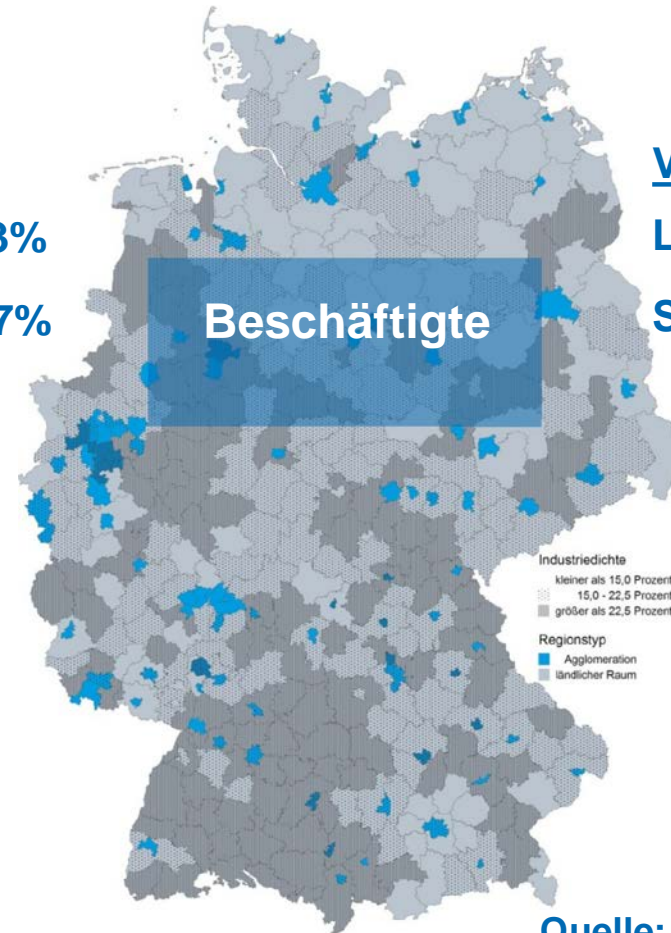 3%
7%
Beschäftigte
V
L
S
Industriedichte
kleiner als 15,0 Prozent
15,0 - 22,5 Prozent
größer als 22,5 Prozent
Regionstyp
Agglomeration
ländlicher Raum
Quelle: